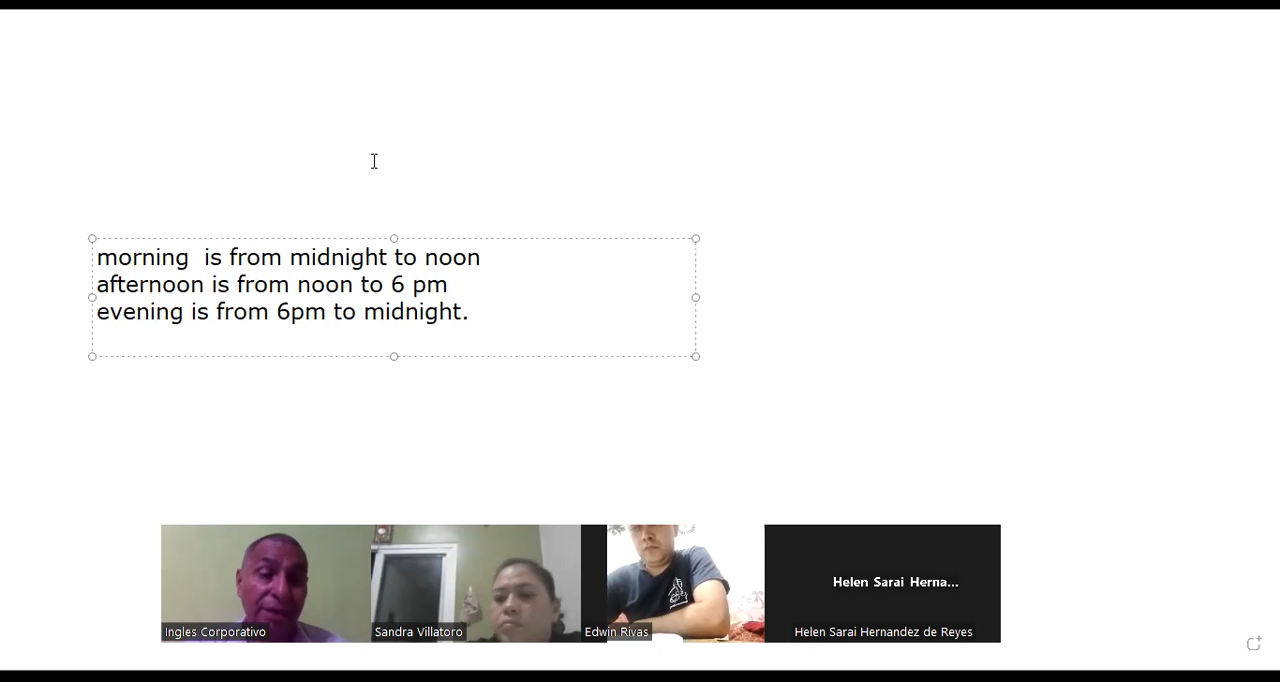 morning  is from midnight to noon
afternoon is from noon to 6 pm
evening is from 6pm to midnight.
Helen Sarai Herna...
Ingles Corporativo
Sandra Villatoro
Edwin Rivas
Helen Sarai Hernandez de Reyes